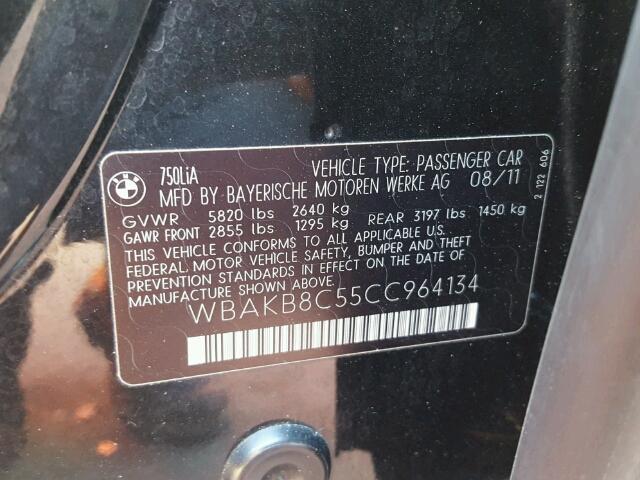 BMW
750LiA VEHICLE TYPE: PASSENGER CAR
MFD BY BAYERISCHE MOTOREN WERKE AG 08/11
GVWR 5820 lbs 2640 kg
GAWR FRONT 2855 lbs 1295 kg REAR 3197 lbs 1450 kg
THIS VEHICLE CONFORMS TO ALL APPLICABLE U.S.
FEDERAL MOTOR VEHICLE SAFETY, BUMPER AND THEFT
PREVENTION STANDARDS IN EFFECT ON THE DATE OF
MANUFACTURE SHOWN ABOVE.
WBAKB8C55CC964134
2 122 606